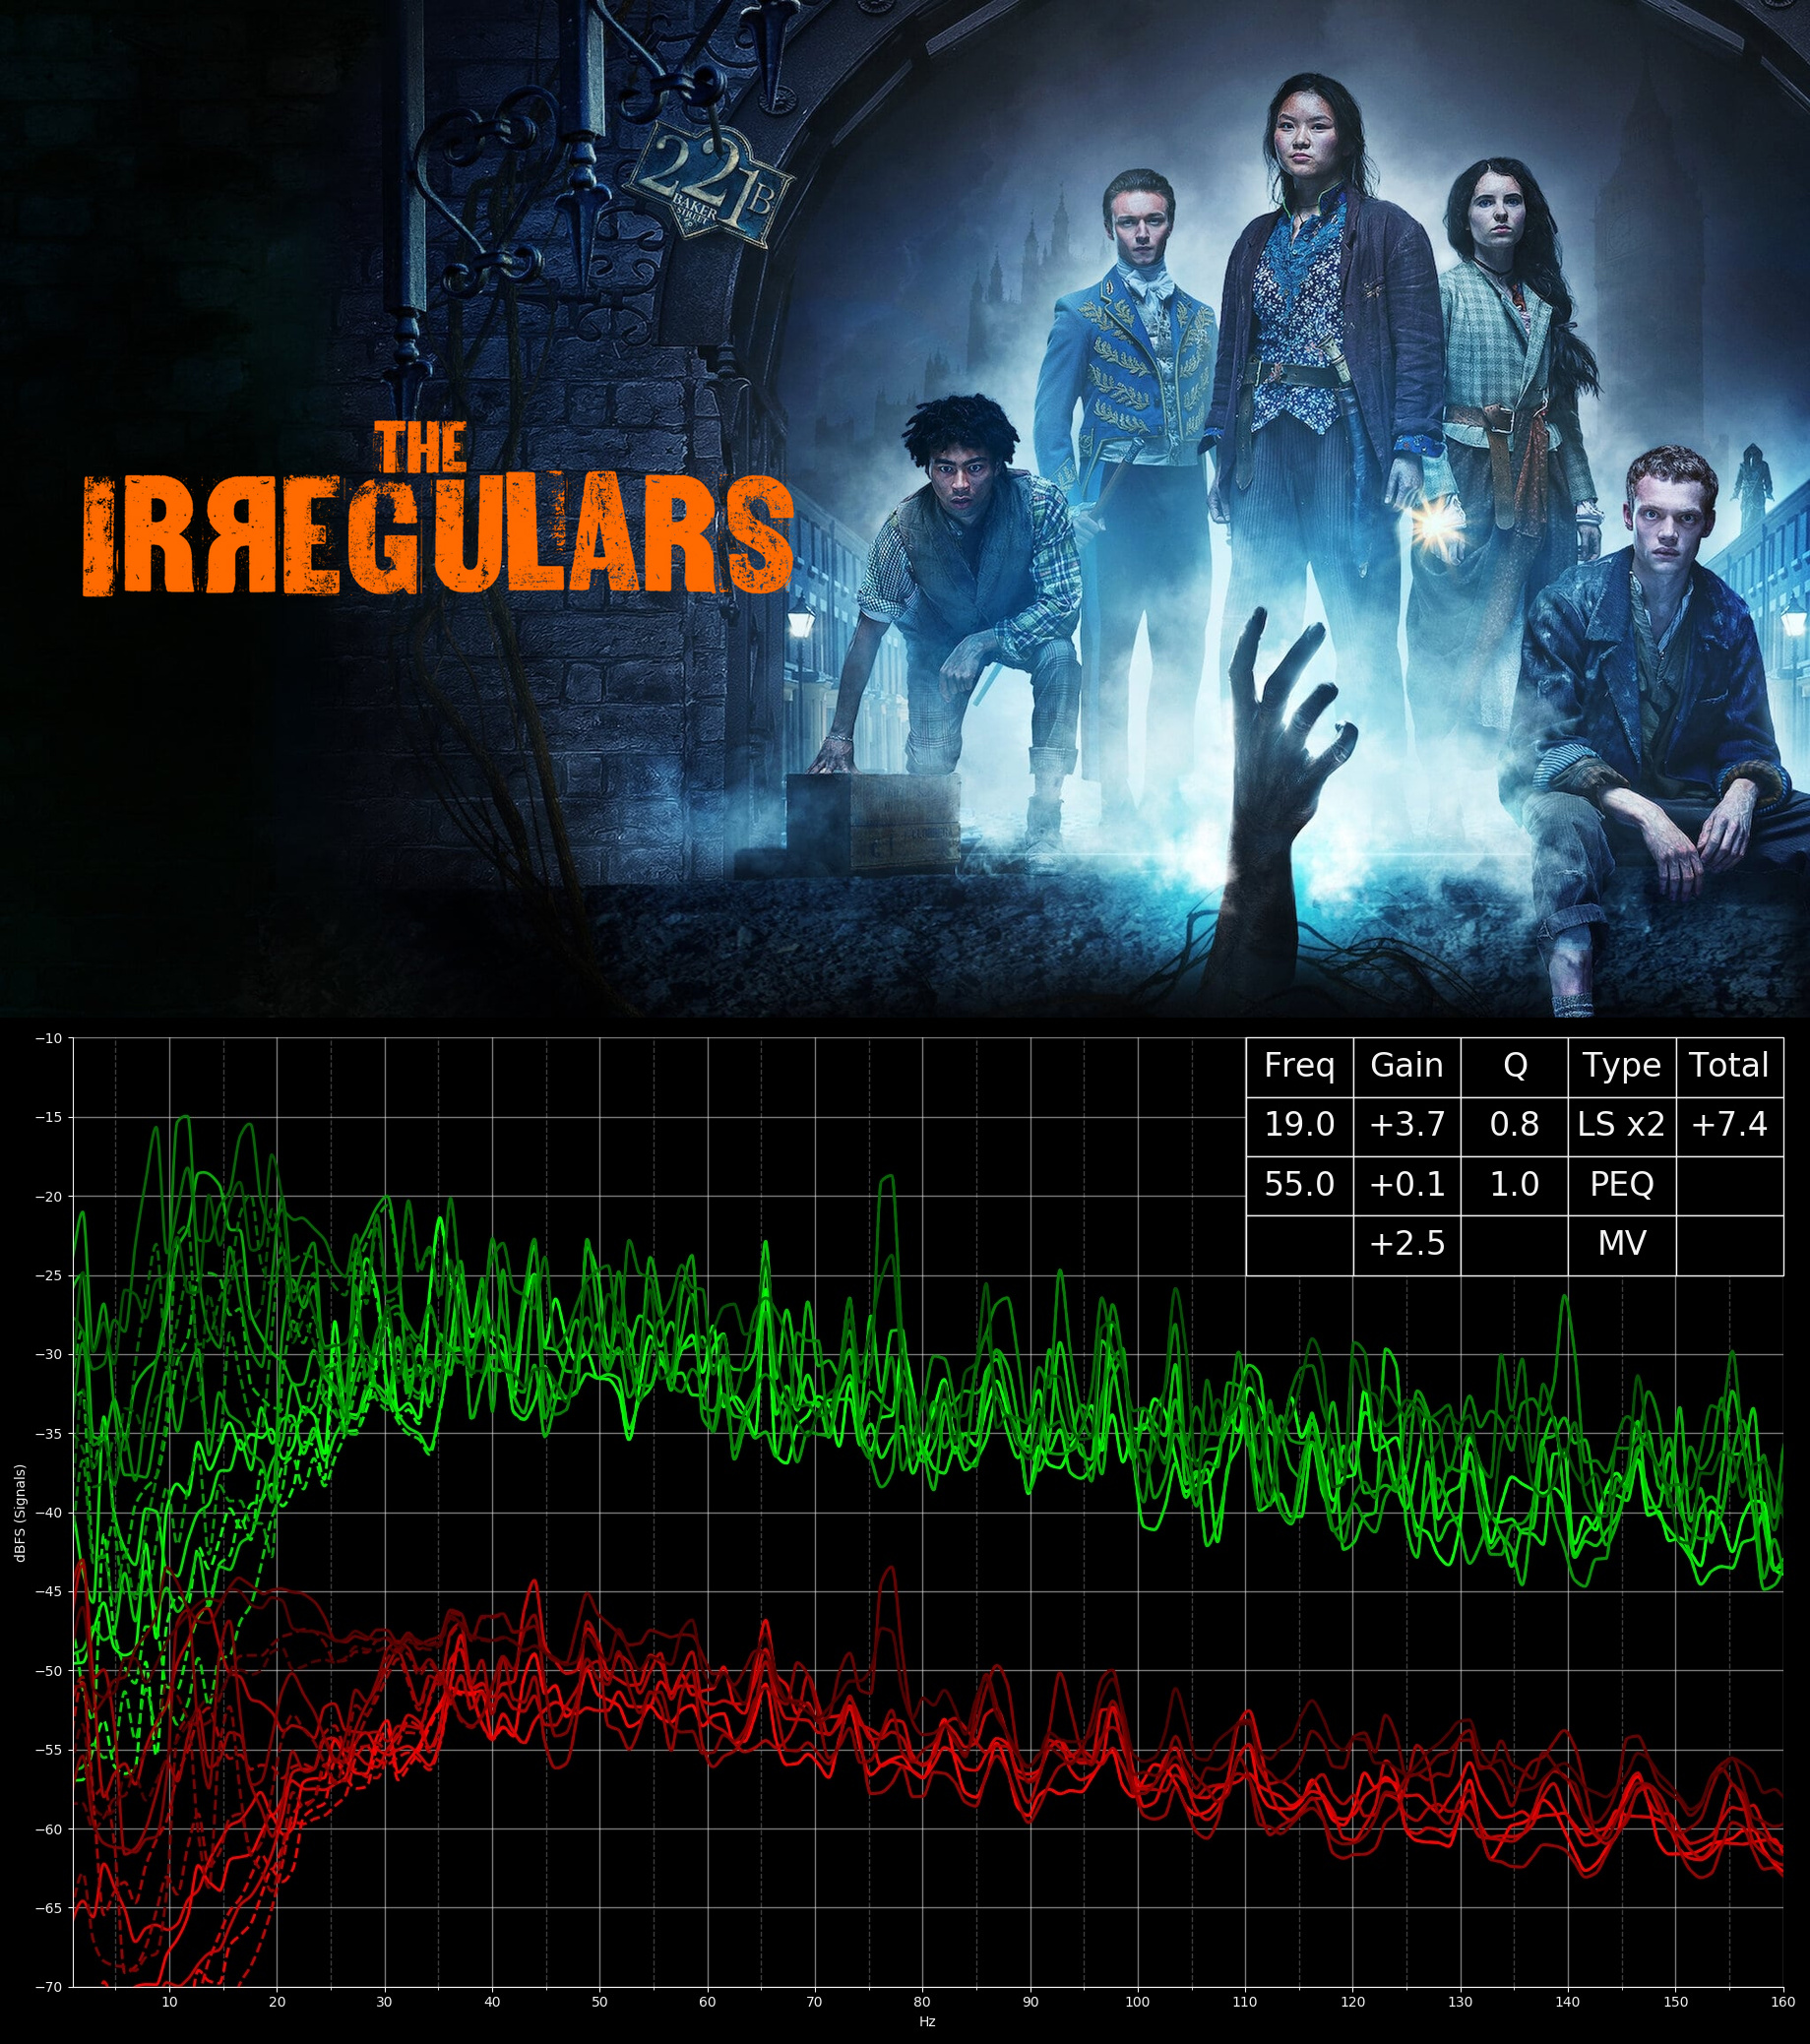 221B
BAKER
STREET
THE
IRREGULARS
Freq Gain Q Type Total
19.0 +3.7 0.8 LS x2 +7.4
55.0 +0.1 1.0 PEQ
+2.5 MV
−10
−15
−20
−25
−30
−35
−40
−45
−50
−55
−60
−65
−70
dBFS (Signals)
10 20 30 40 50 60 70 80 90 100 110 120 130 140 150 160
Hz